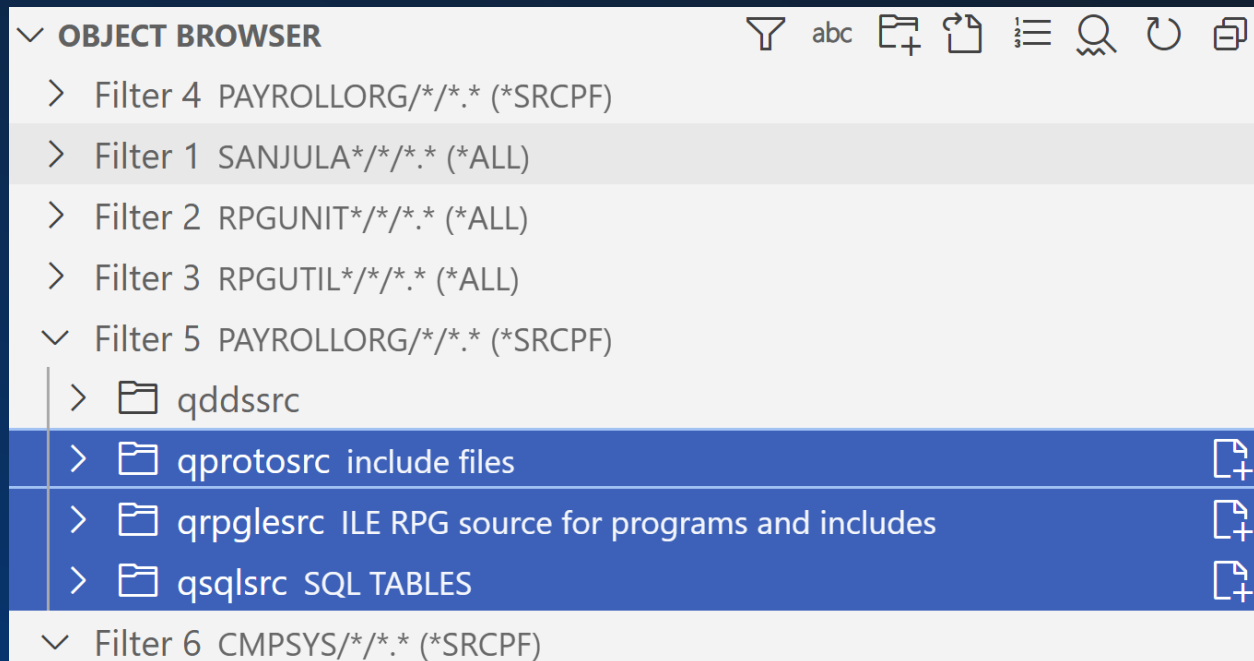 OBJECT BROWSER abc
Filter 4 PAYROLLORG/*/*.* (*SRCPF)
Filter 1 SANJULA*/*/*.* (*ALL)
Filter 2 RPGUNIT*/*/*.* (*ALL)
Filter 3 RPGUTIL*/*/*.* (*ALL)
Filter 5 PAYROLLORG/*/*.* (*SRCPF)
qddssrc
qprotosrc include files
qrpglesrc ILE RPG source for programs and includes
qsqlsrc SQL TABLES
Filter 6 CMPSYS/*/*.* (*SRCPF)